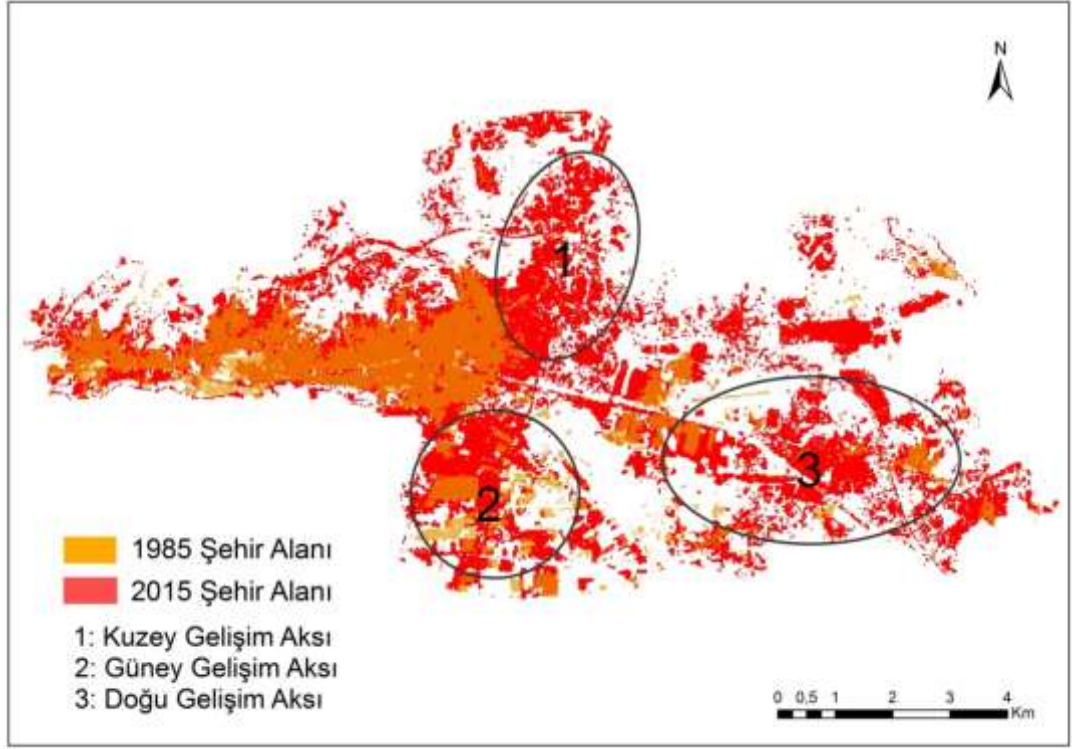 N
1
2
3
1985 Şehir Alanı
2015 Şehir Alanı
1: Kuzey Gelişim Aksı
2: Güney Gelişim Aksı
3: Doğu Gelişim Aksı
0 0,5 1 2 3 4
Km